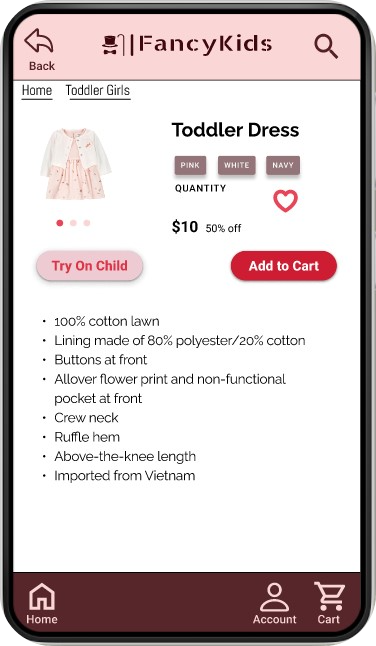 Back
FancyKids
Home Toddler Girls
Toddler Dress
PINK WHITE NAVY
QUANTITY
$10 50% off
Try On Child Add to Cart
• 100% cotton lawn
• Lining made of 80% polyester/20% cotton
• Buttons at front
• Allover flower print and non-functional
pocket at front
• Crew neck
• Ruffle hem
• Above-the-knee length
• Imported from Vietnam
Home Account Cart